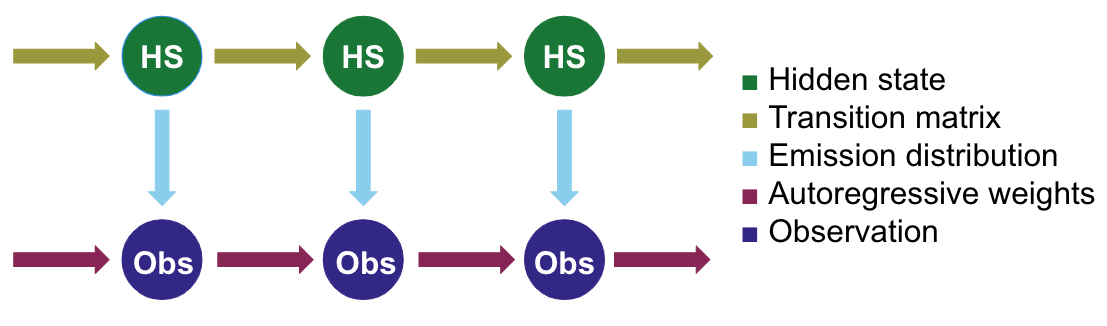 HS HS HS
Hidden state
Transition matrix
Emission distribution
Autoregressive weights
Observation
Obs Obs Obs